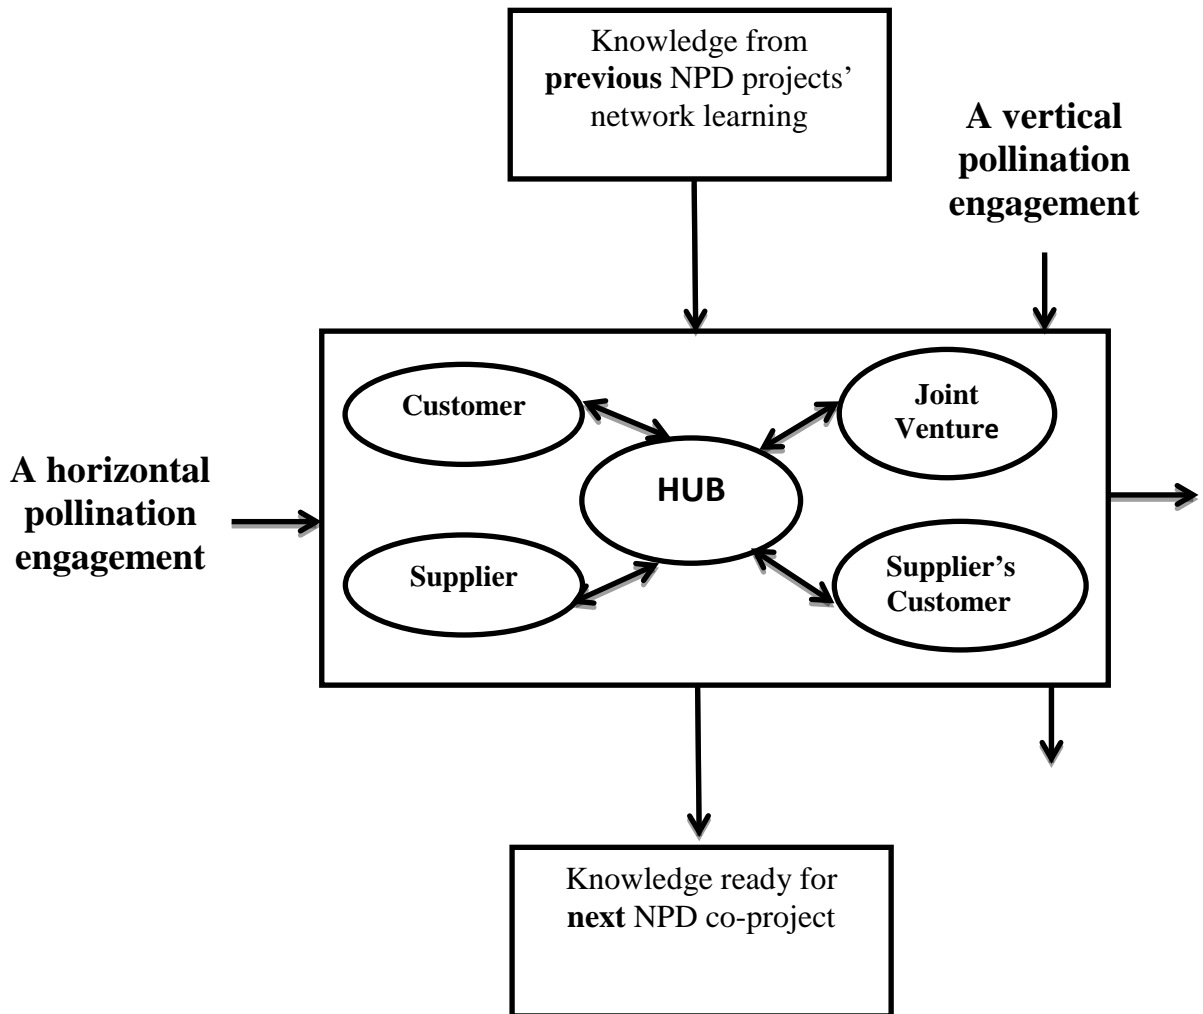 Knowledge from
previous NPD projects’
network learning
A vertical
pollination
engagement
Customer
Joint
Venture
A horizontal
pollination
engagement
HUB
Supplier
Supplier’s
Customer
Knowledge ready for
next NPD co-project